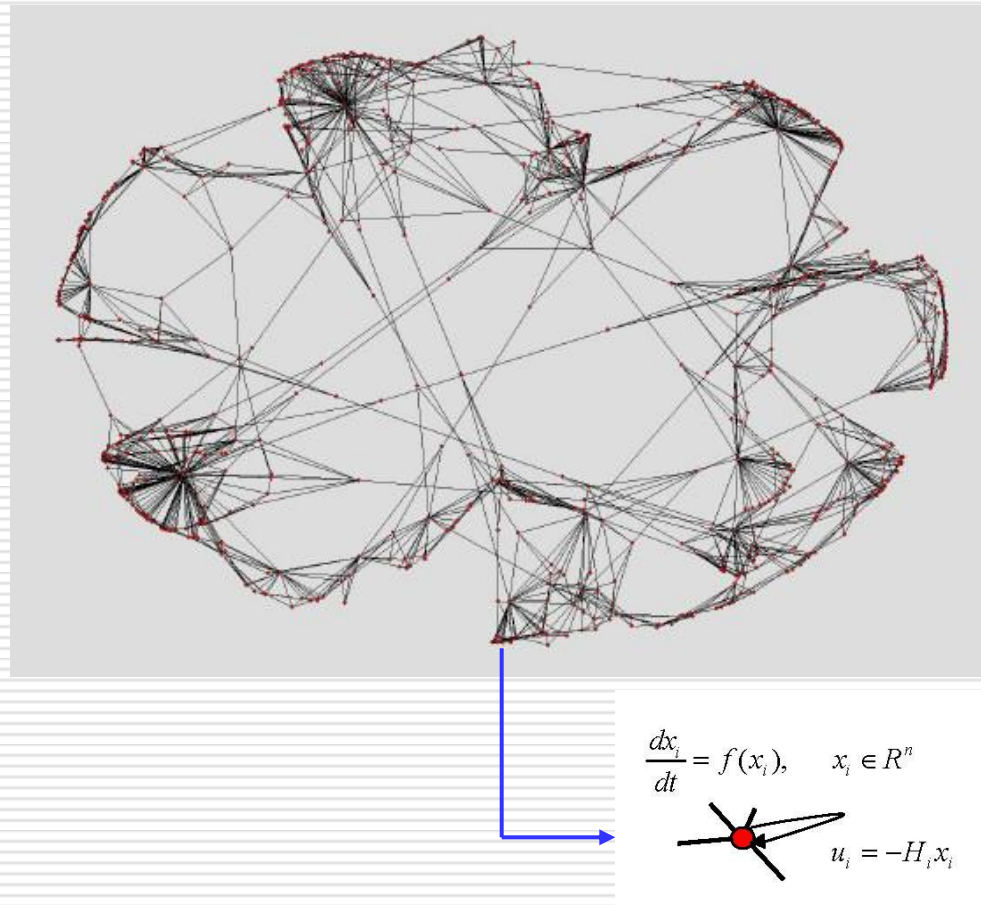 dx_i/dt = f(x_i), x_i ∈ R^n
u_i = -H_i x_i